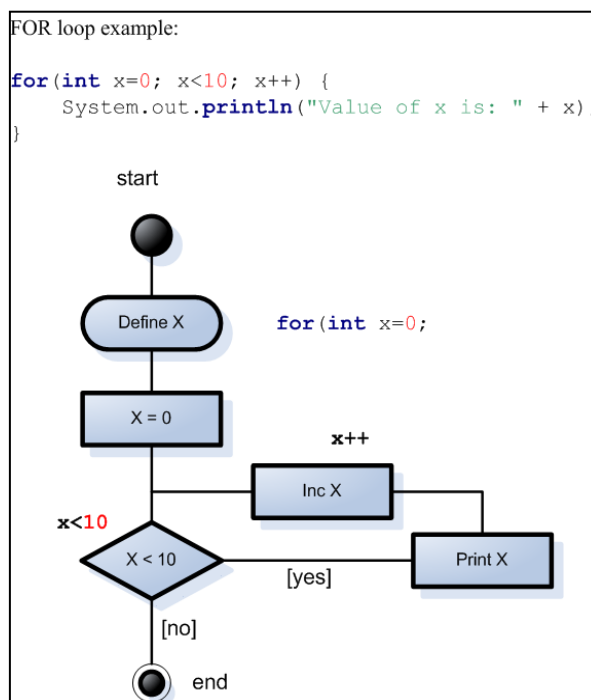 FOR loop example:
for(int x=0; x<10; x++) {
    System.out.println("Value of x is: " + x)
}
start
Define X
for(int x=0;
X = 0
x++
Inc X
x<10
X < 10
[yes]
Print X
[no]
end